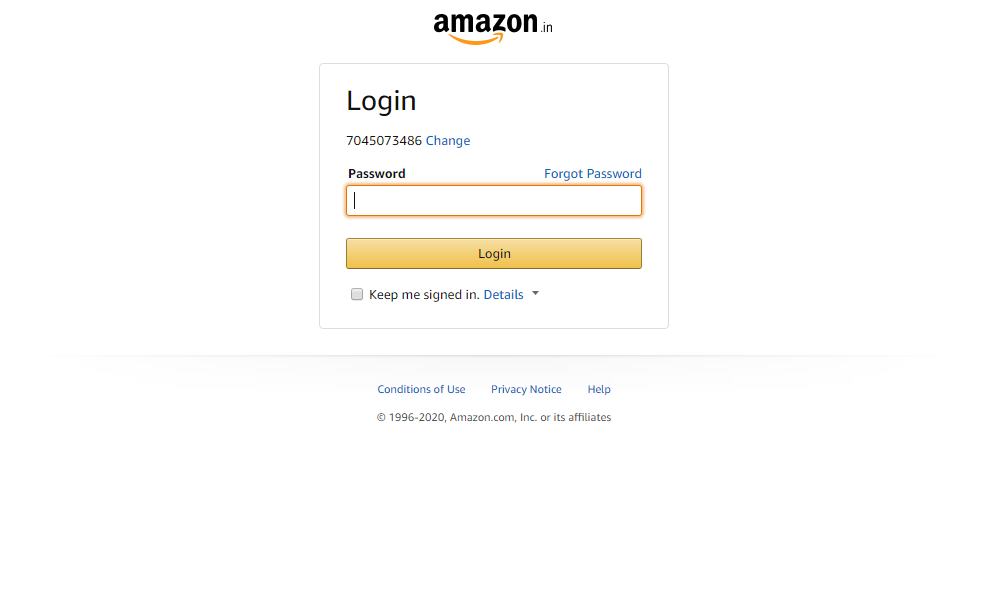 amazon.in
Login
7045073486 Change
Password Forgot Password
Login
Keep me signed in. Details
Conditions of Use Privacy Notice Help
© 1996-2020, Amazon.com, Inc. or its affiliates